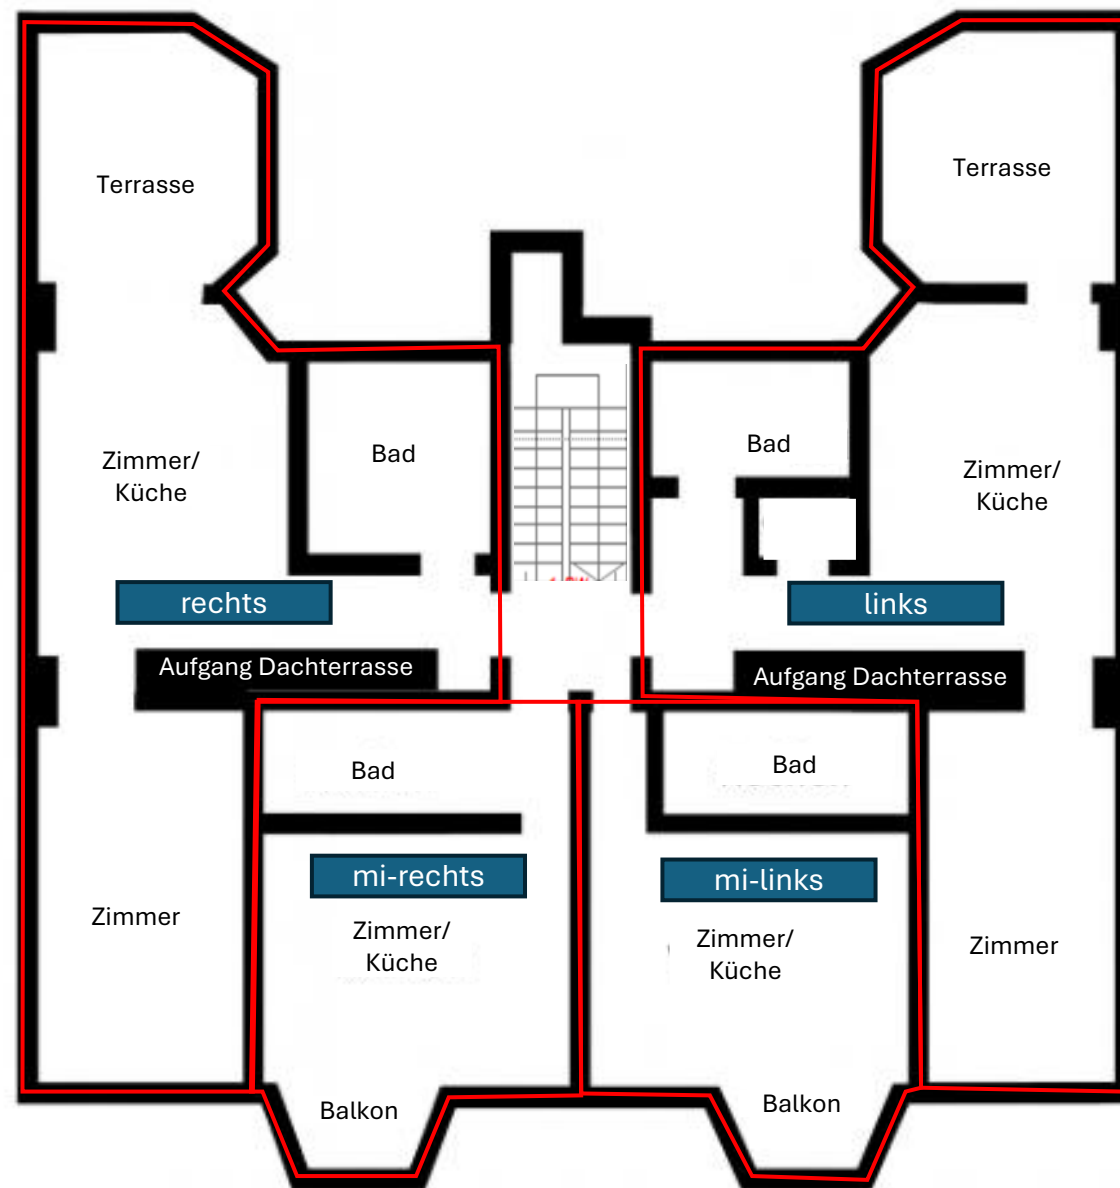 Terrasse
Terrasse
Bad
Bad
Zimmer/
Küche
Zimmer/
Küche
rechts
links
Aufgang Dachterrasse
Aufgang Dachterrasse
Bad
Bad
mi-rechts
mi-links
Zimmer
Zimmer/
Küche
Zimmer/
Küche
Zimmer
Balkon
Balkon